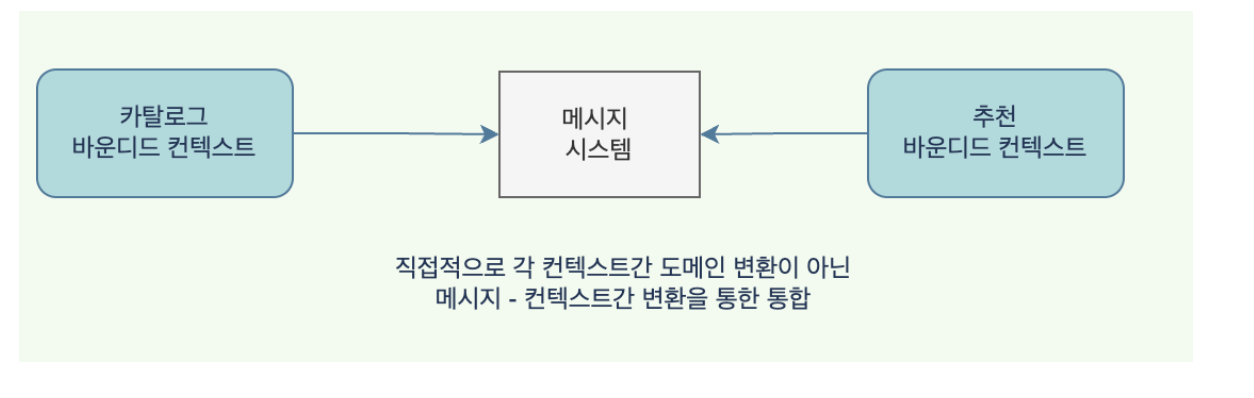 카탈로그
바운디드 컨텍스트
메시지
시스템
추천
바운디드 컨텍스트
직접적으로 각 컨텍스트간 도메인 변환이 아닌
메시지 - 컨텍스트간 변환을 통한 통합